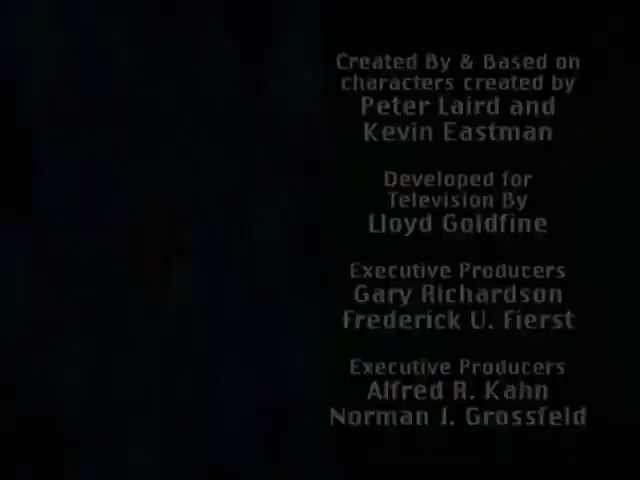 Created By & Based on
characters created by
Peter Laird and
Kevin Eastman
Developed for
Television By
Lloyd Goldfine
Executive Producers
Gary Richardson
Frederick U. Fierst
Executive Producers
Alfred R. Kahn
Norman J. Grossfeld